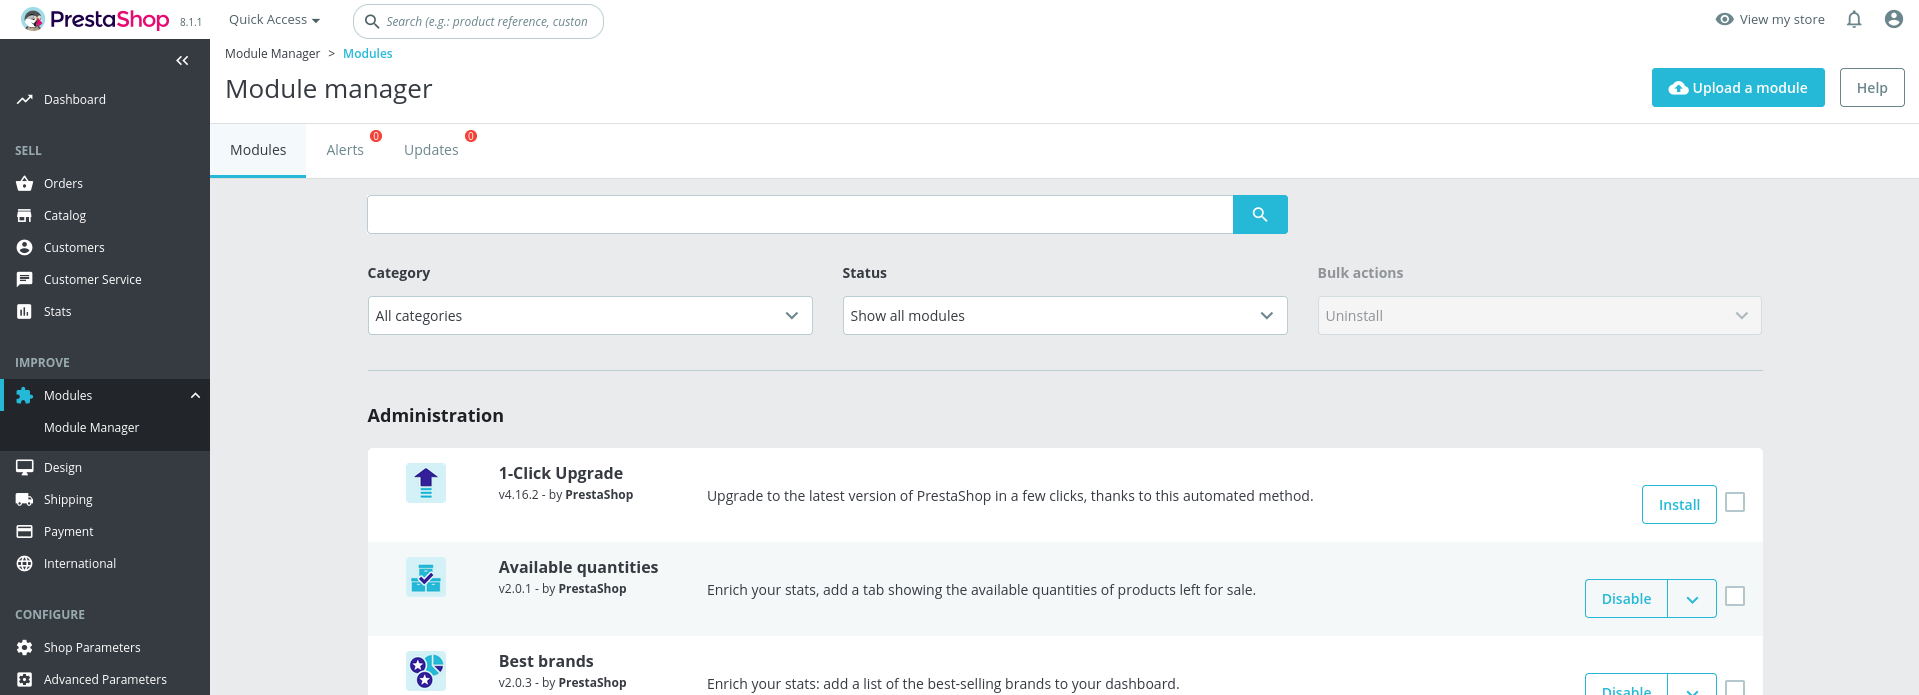 PrestaShop 8.1.1 Quick Access Search (e.g.: product reference, custon View my store
Module Manager > Modules
Module manager
Upload a module Help
Modules Alerts 0 Updates 0
Dashboard
SELL
Orders
Catalog
Customers
Customer Service
Stats
IMPROVE
Modules
Module Manager
Design
Shipping
Payment
International
CONFIGURE
Shop Parameters
Advanced Parameters
Category Status Bulk actions
All categories Show all modules Uninstall
Administration
1-Click Upgrade
v4.16.2 - by PrestaShop
Upgrade to the latest version of PrestaShop in a few clicks, thanks to this automated method.
Install
Available quantities
v2.0.1 - by PrestaShop
Enrich your stats, add a tab showing the available quantities of products left for sale.
Disable
Best brands
v2.0.3 - by PrestaShop
Enrich your stats: add a list of the best-selling brands to your dashboard.
Disable